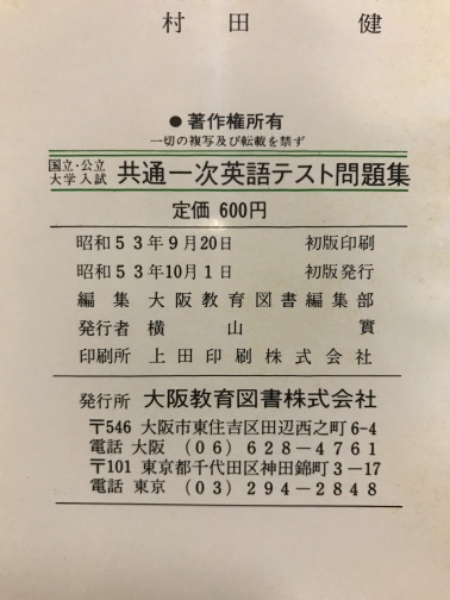 村田 健
●著作権所有
一切の複写及び転載を禁ず
国立・公立
大学入試 共通一次英語テスト問題集
定価 600円
昭和53年9月20日 初版印刷
昭和53年10月1日 初版発行
編集 大阪教育図書編集部
発行者 横山 實
印刷所 上田印刷株式会社
発行所 大阪教育図書株式会社
〒546 大阪市東住吉区田辺西之町6-4
電話 大阪 (06) 628-4761
〒101 東京都千代田区神田錦町3-17
電話 東京 (03) 294-2848